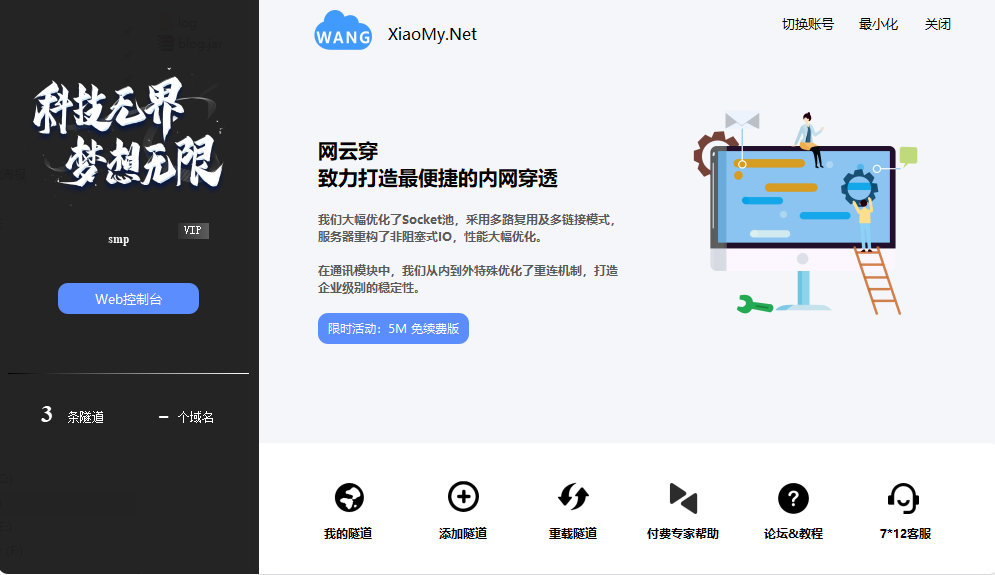 科技无界
梦想无限
smp
VIP
Web控制台
3 条隧道
– 个域名
WANG
XiaoMy.Net
切换账号 最小化 关闭
网云穿
致力打造最便捷的内网穿透
我们大幅优化了Socket池，采用多路复用及多链接模式，
服务器重构了非阻塞式IO，性能大幅优化。
在通讯模块中，我们从内到外特殊优化了重连机制，打造
企业级别的稳定性。
限时活动：5M 免续费版
我的隧道 添加隧道 重载隧道 付费专家帮助 论坛&教程 7*12客服